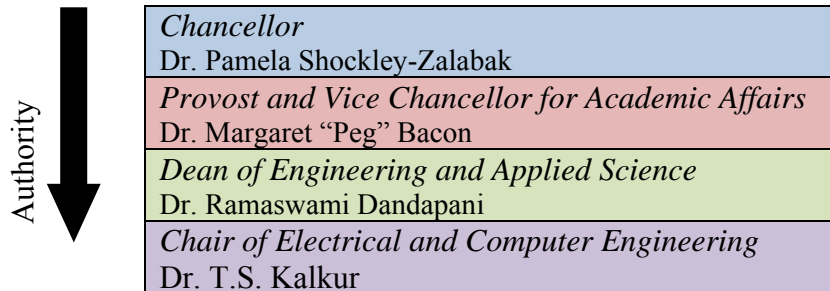 Authority
Chancellor
Dr. Pamela Shockley-Zalabak
Provost and Vice Chancellor for Academic Affairs
Dr. Margaret “Peg” Bacon
Dean of Engineering and Applied Science
Dr. Ramaswami Dandapani
Chair of Electrical and Computer Engineering
Dr. T.S. Kalkur